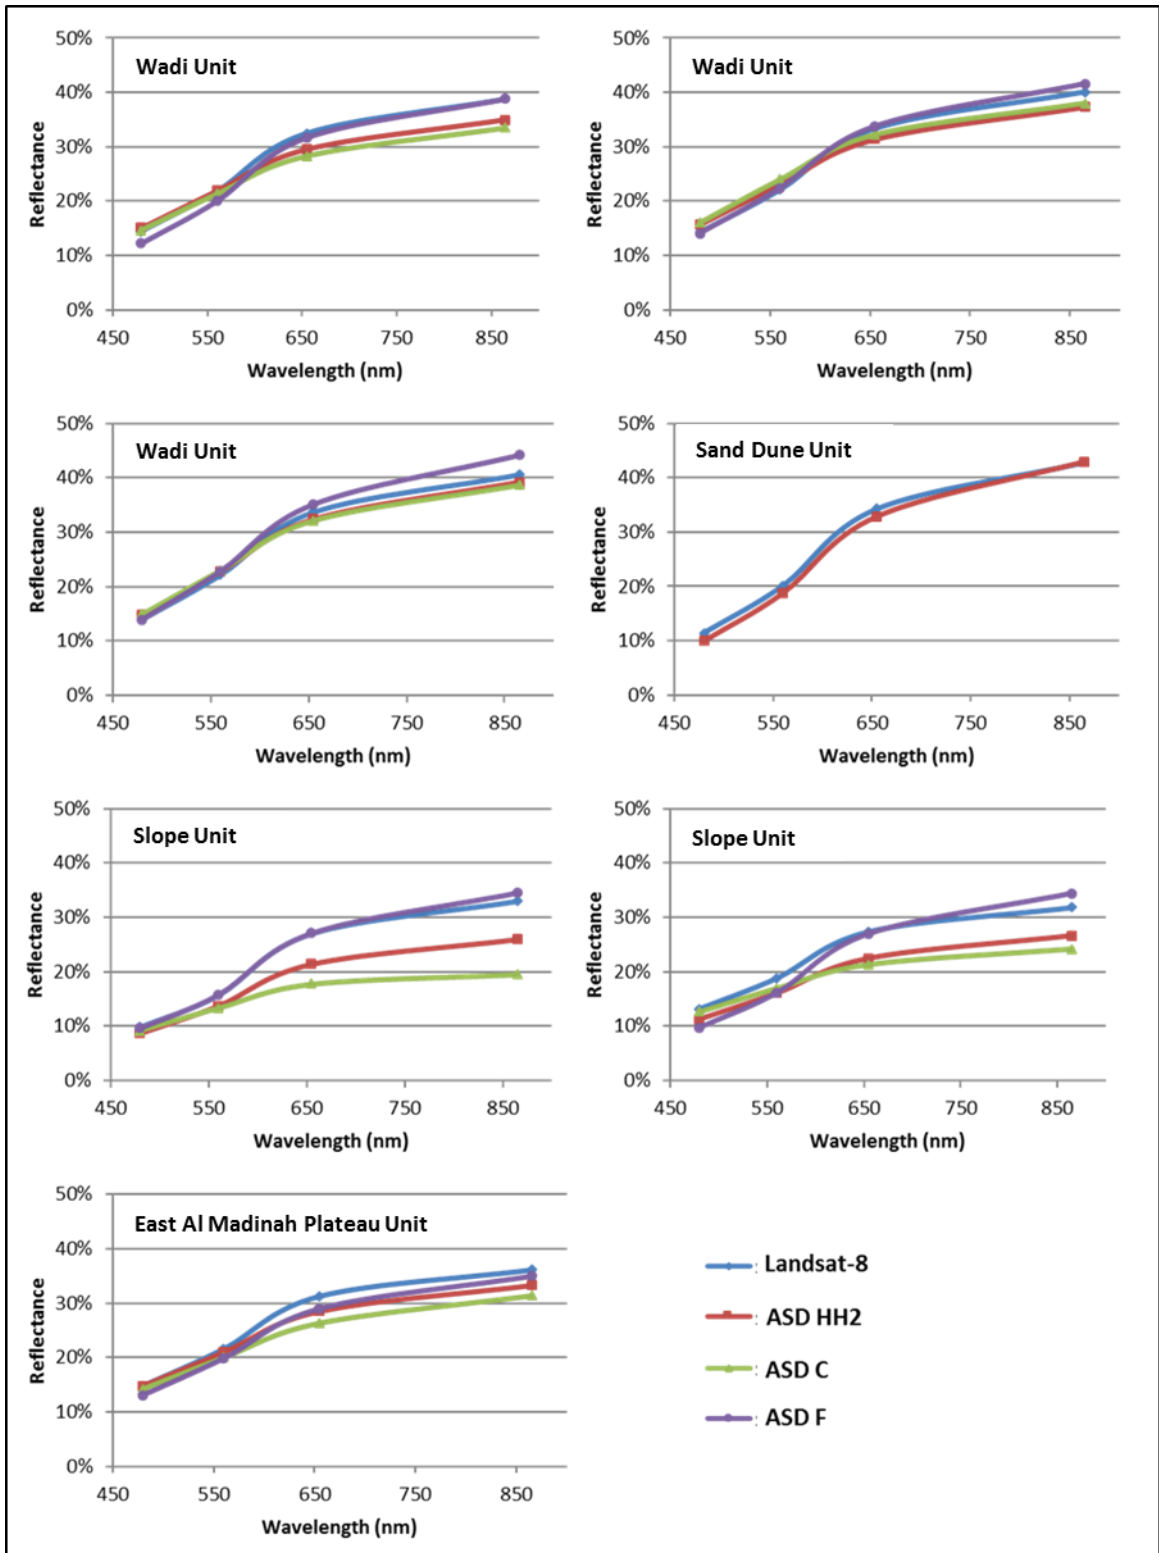 50%
Wadi Unit
40%
30%
20%
10%
0%
450 550 650 750 850
Reflectance
Wavelength (nm)
50%
Wadi Unit
40%
30%
20%
10%
0%
450 550 650 750 850
Reflectance
Wavelength (nm)
50%
Wadi Unit
40%
30%
20%
10%
0%
450 550 650 750 850
Reflectance
Wavelength (nm)
50%
Sand Dune Unit
40%
30%
20%
10%
0%
450 550 650 750 850
Reflectance
Wavelength (nm)
50%
Slope Unit
40%
30%
20%
10%
0%
450 550 650 750 850
Reflectance
Wavelength (nm)
50%
Slope Unit
40%
30%
20%
10%
0%
450 550 650 750 850
Reflectance
Wavelength (nm)
50%
East Al Madinah Plateau Unit
40%
30%
20%
10%
0%
450 550 650 750 850
Reflectance
Wavelength (nm)
: Landsat-8
: ASD HH2
: ASD C
: ASD F